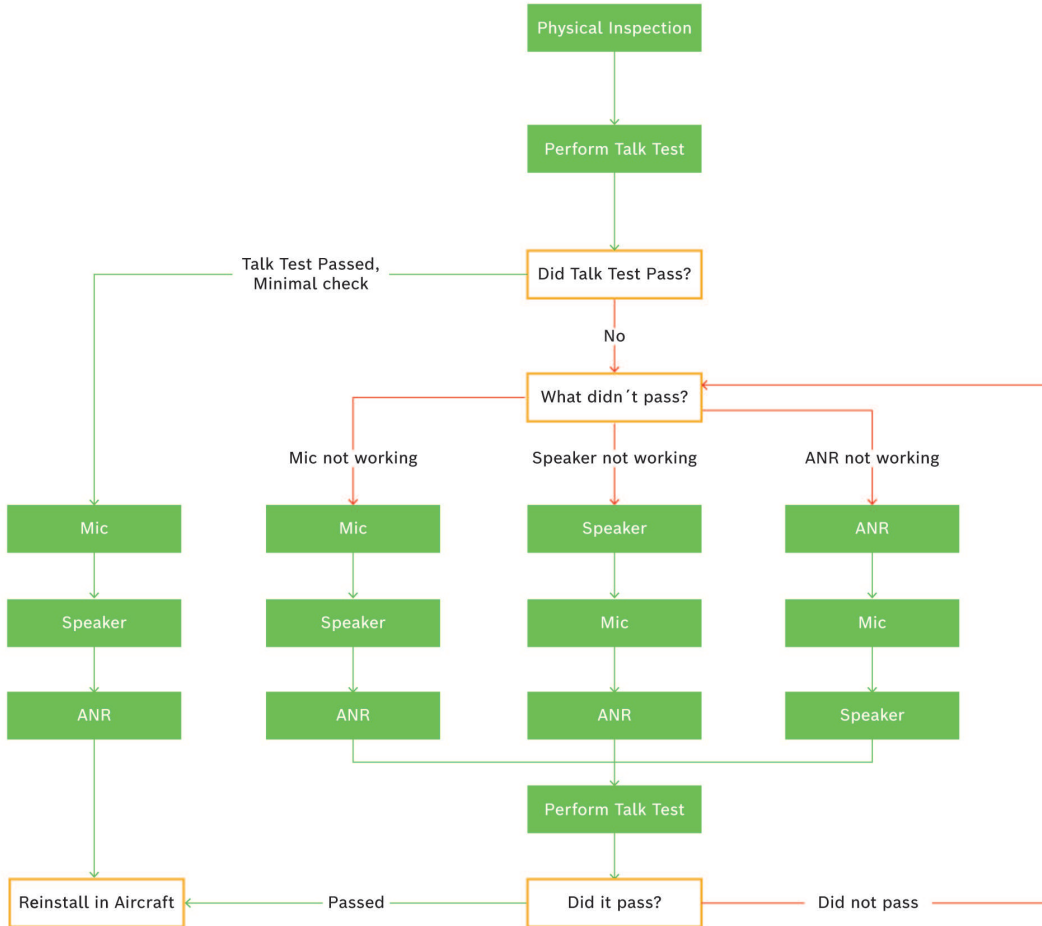 Physical Inspection
Perform Talk Test
Talk Test Passed,
Minimal check
Did Talk Test Pass?
No
What didn´t pass?
Mic not working
Speaker not working
ANR not working
Mic
Mic
Speaker
ANR
Speaker
Speaker
Mic
Mic
ANR
ANR
ANR
Speaker
Perform Talk Test
Reinstall in Aircraft
Passed
Did it pass?
Did not pass